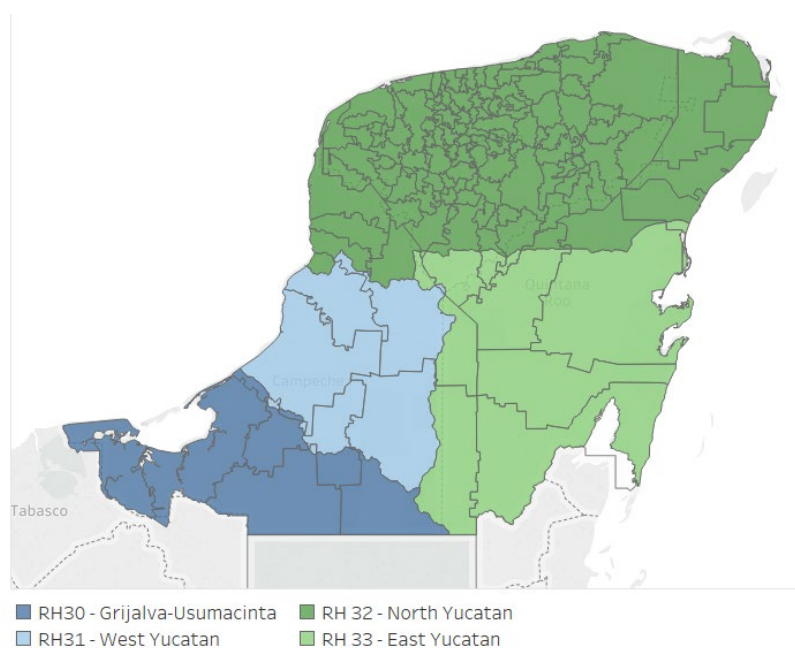 Quintana
Roo
Campeche
Tabasco
RH30 - Grijalva-Usumacinta
RH 32 - North Yucatan
RH31 - West Yucatan
RH 33 - East Yucatan